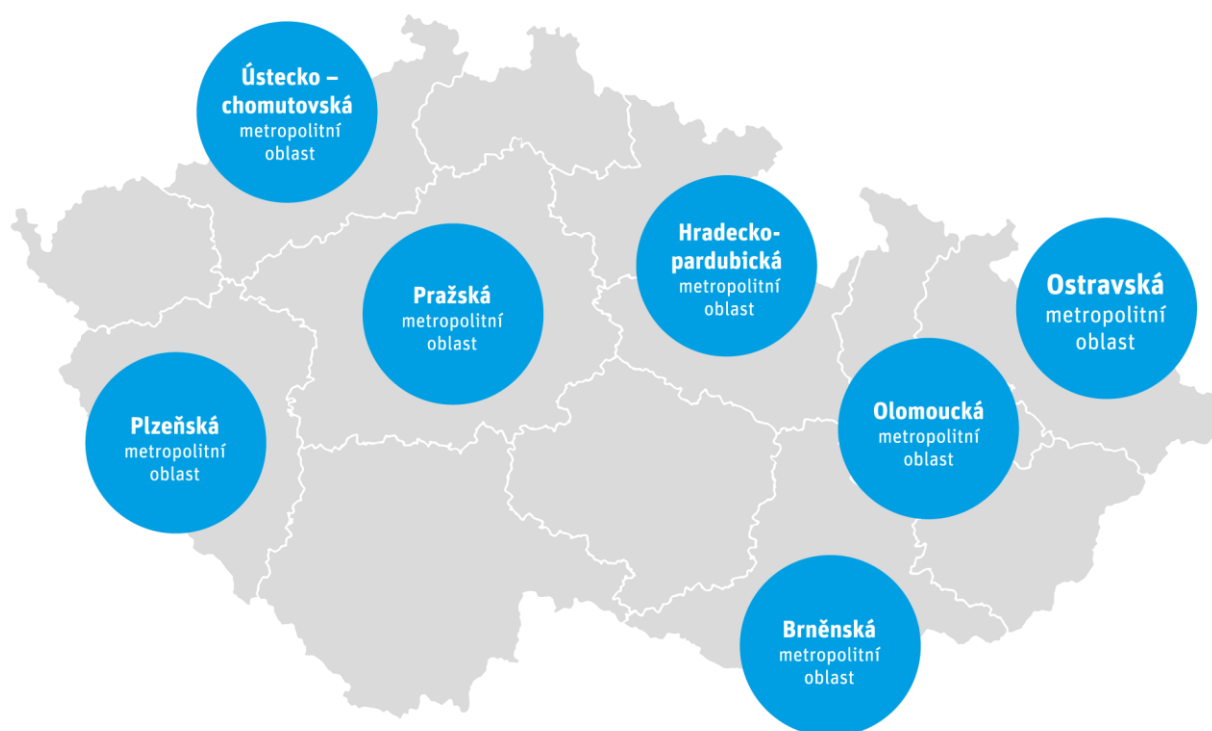 Ústecko –
chomutovská
metropolitní
oblast
Hradecko-
pardubická
metropolitní
oblast
Pražská
metropolitní
oblast
Ostravská
metropolitní
oblast
Plzeňská
metropolitní
oblast
Olomoucká
metropolitní
oblast
Brněnská
metropolitní
oblast